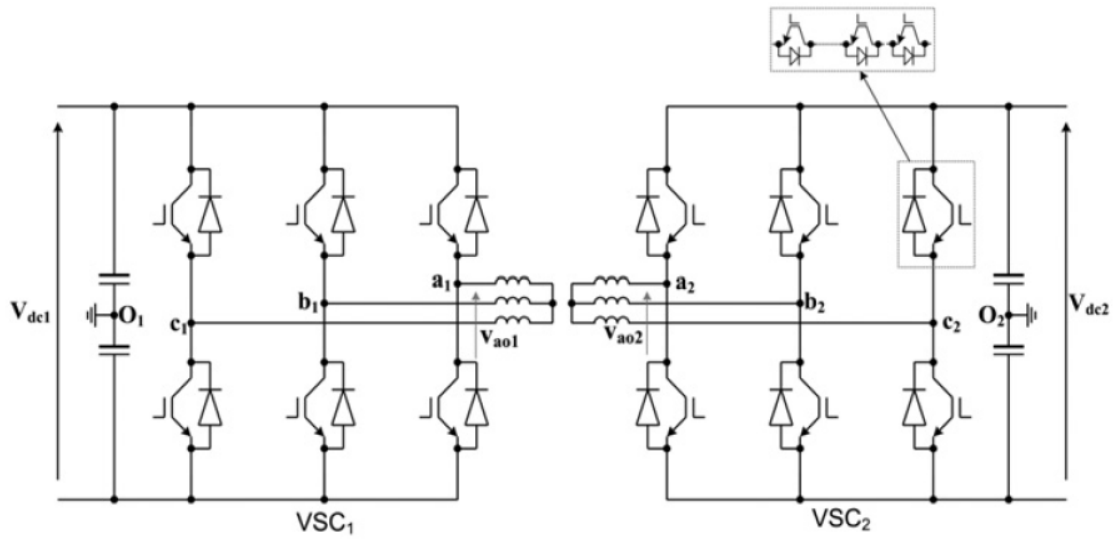 V_dc1
O_1
c_1
b_1
a_1
v_ao1
v_ao2
a_2
b_2
c_2
O_2
V_dc2
VSC_1
VSC_2